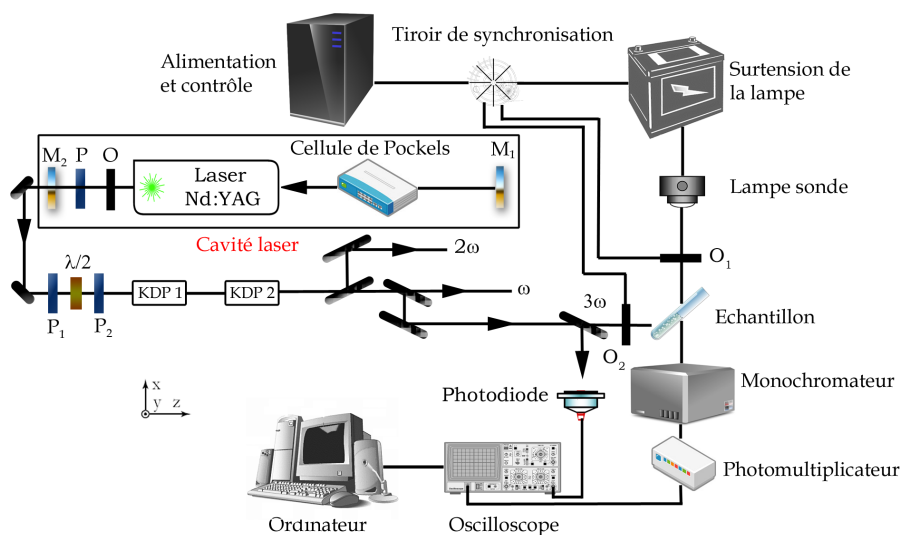 Tiroir de synchronisation
Alimentation
et contrôle
Surtension de
la lampe
M2 P O
Laser
Nd:YAG
Cellule de Pockels
M1
Lampe sonde
Cavité laser
2ω
O1
λ/2
KDP 1
KDP 2
ω
3ω
P1 P2
O2
Echantillon
x
y z
Photodiode
Monochromateur
Photomultiplicateur
Ordinateur
Oscilloscope